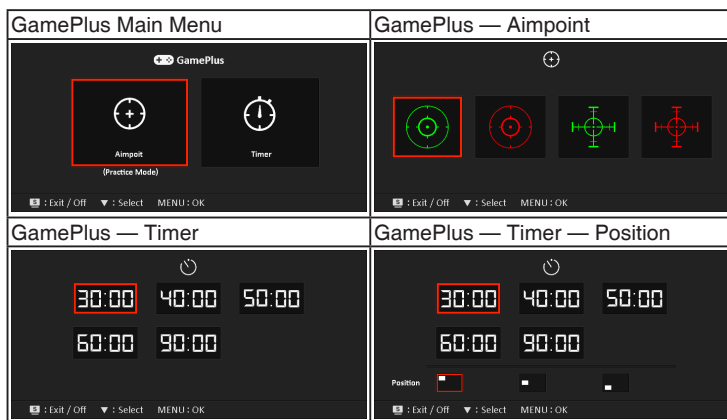 GamePlus Main Menu
GamePlus — Aimpoint
GamePlus
Aimpoit
Timer
(Practice Mode)
S : Exit / Off ▼ : Select MENU : OK
S : Exit / Off ▼ : Select MENU : OK
GamePlus — Timer
GamePlus — Timer — Position
30:00 40:00 50:00
60:00 90:00
S : Exit / Off ▼ : Select MENU : OK
30:00 40:00 50:00
60:00 90:00
Position
S : Exit / Off ▼ : Select MENU : OK